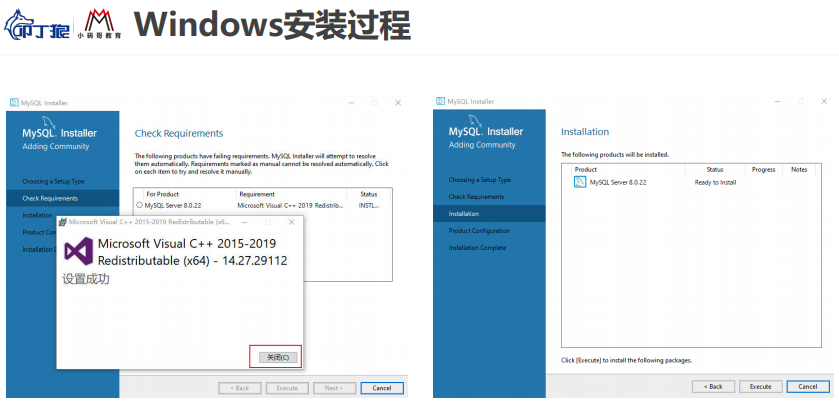 叩丁狼
小码哥教育
Windows安装过程
MySQL Installer
MySQL Installer
Adding Community
Choosing a Setup Type
Check Requirements
Installation
Product Con
Installation C
Check Requirements
The following products have failing requirements. MySQL Installer will attempt to resolve
them automatically. Requirements marked as manual cannot be resolved automatically. Click
on each item to try and resolve it manually.
For Product Requirement Status
MySQL Server 8.0.22 Microsoft Visual C++ 2019 Redistrib... INSTL...
Microsoft Visual C++ 2015-2019 Redistributable (x6...
Microsoft Visual C++ 2015-2019
Redistributable (x64) - 14.27.29112
设置成功
关闭(C)
< Back Execute Next > Cancel
MySQL Installer
MySQL Installer
Adding Community
Choosing a Setup Type
Check Requirements
Installation
Product Configuration
Installation Complete
Installation
The following products will be installed.
Product Status Progress Notes
MySQL Server 8.0.22 Ready to Install
Click [Execute] to install the following packages.
< Back Execute Cancel